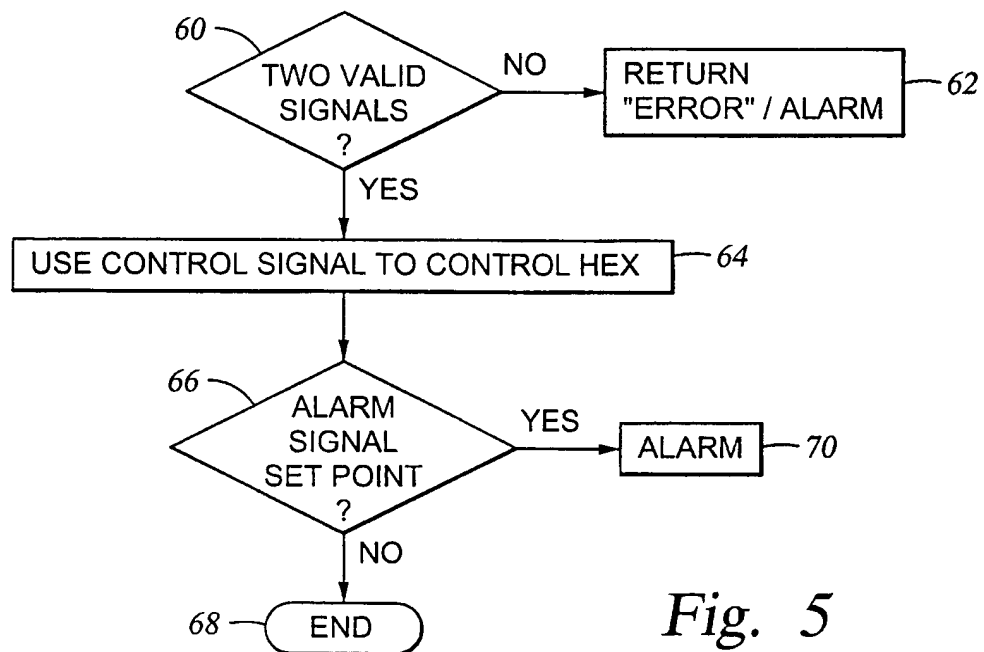 60
TWO VALID
SIGNALS
?
NO
RETURN
"ERROR" / ALARM
62
YES
USE CONTROL SIGNAL TO CONTROL HEX
64
66
ALARM
SIGNAL
SET POINT
?
YES
ALARM
70
NO
68
END
Fig. 5